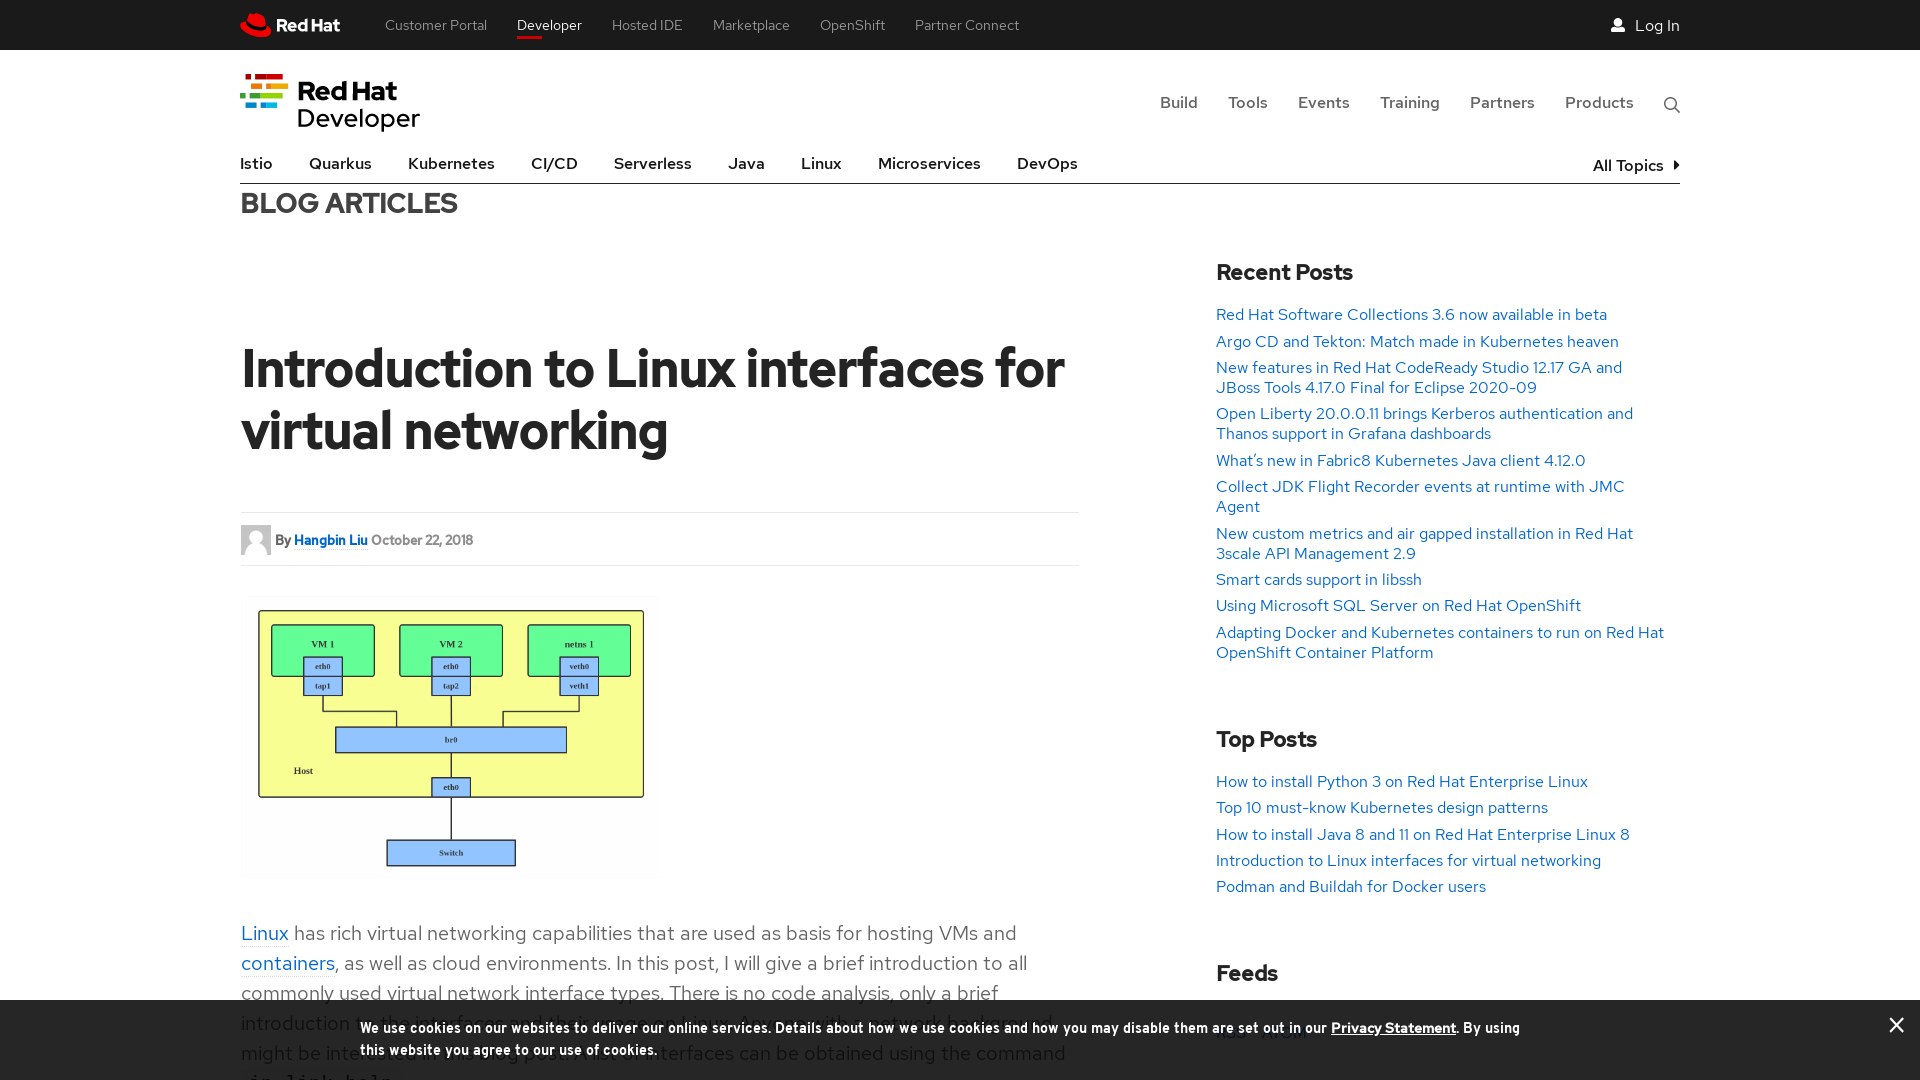 Red Hat
Customer Portal
Developer
Hosted IDE
Marketplace
OpenShift
Partner Connect
Log In
Red Hat
Developer
Build
Tools
Events
Training
Partners
Products
Istio
Quarkus
Kubernetes
CI/CD
Serverless
Java
Linux
Microservices
DevOps
All Topics
BLOG ARTICLES
Introduction to Linux interfaces for
virtual networking
By Hangbin Liu October 22, 2018
VM 1
VM 2
netns 1
eth0
eth0
veth0
tap1
tap2
veth1
br0
Host
eth0
Switch
Linux has rich virtual networking capabilities that are used as basis for hosting VMs and
containers, as well as cloud environments. In this post, I will give a brief introduction to all
commonly used virtual network interface types. There is no code analysis, only a brief
introduction
might be interfaces can be obtained using the command
Recent Posts
Red Hat Software Collections 3.6 now available in beta
Argo CD and Tekton: Match made in Kubernetes heaven
New features in Red Hat CodeReady Studio 12.17 GA and
JBoss Tools 4.17.0 Final for Eclipse 2020-09
Open Liberty 20.0.0.11 brings Kerberos authentication and
Thanos support in Grafana dashboards
What’s new in Fabric8 Kubernetes Java client 4.12.0
Collect JDK Flight Recorder events at runtime with JMC
Agent
New custom metrics and air gapped installation in Red Hat
3scale API Management 2.9
Smart cards support in libssh
Using Microsoft SQL Server on Red Hat OpenShift
Adapting Docker and Kubernetes containers to run on Red Hat
OpenShift Container Platform
Top Posts
How to install Python 3 on Red Hat Enterprise Linux
Top 10 must-know Kubernetes design patterns
How to install Java 8 and 11 on Red Hat Enterprise Linux 8
Introduction to Linux interfaces for virtual networking
Podman and Buildah for Docker users
Feeds
We use cookies on our websites to deliver our online services. Details about how we use cookies and how you may disable them are set out in our Privacy Statement. By using
this website you agree to our use of cookies.